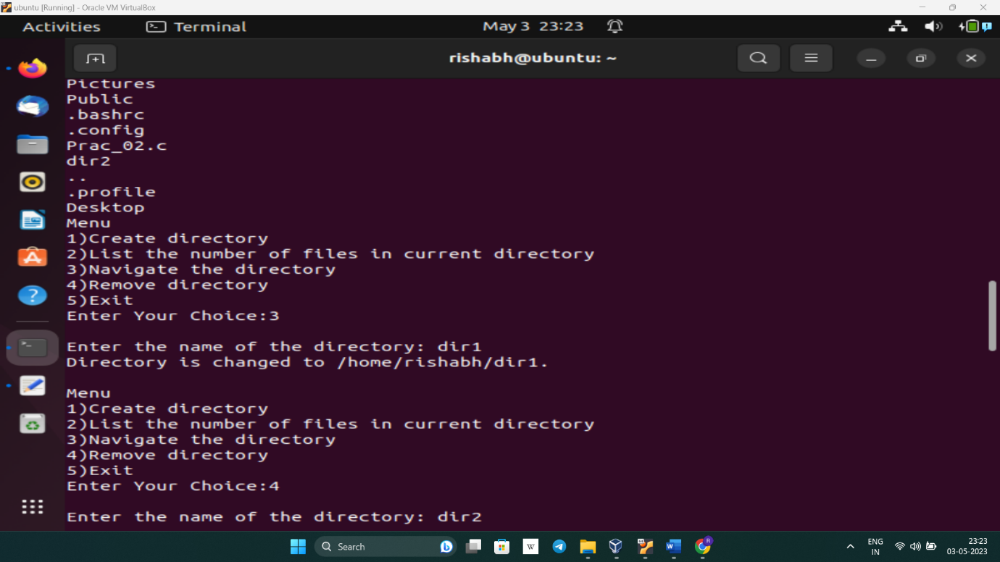 ubuntu [Running] - Oracle VM VirtualBox
Activities Terminal May 3 23:23
rishabh@ubuntu: ~
Pictures
Public
.bashrc
.config
Prac_02.c
dir2
..
.profile
Desktop
Menu
1)Create directory
2)List the number of files in current directory
3)Navigate the directory
4)Remove directory
5)Exit
Enter Your Choice:3
Enter the name of the directory: dir1
Directory is changed to /home/rishabh/dir1.
Menu
1)Create directory
2)List the number of files in current directory
3)Navigate the directory
4)Remove directory
5)Exit
Enter Your Choice:4
Enter the name of the directory: dir2
Search
W
W
R
ENG
IN
23:23
03-05-2023